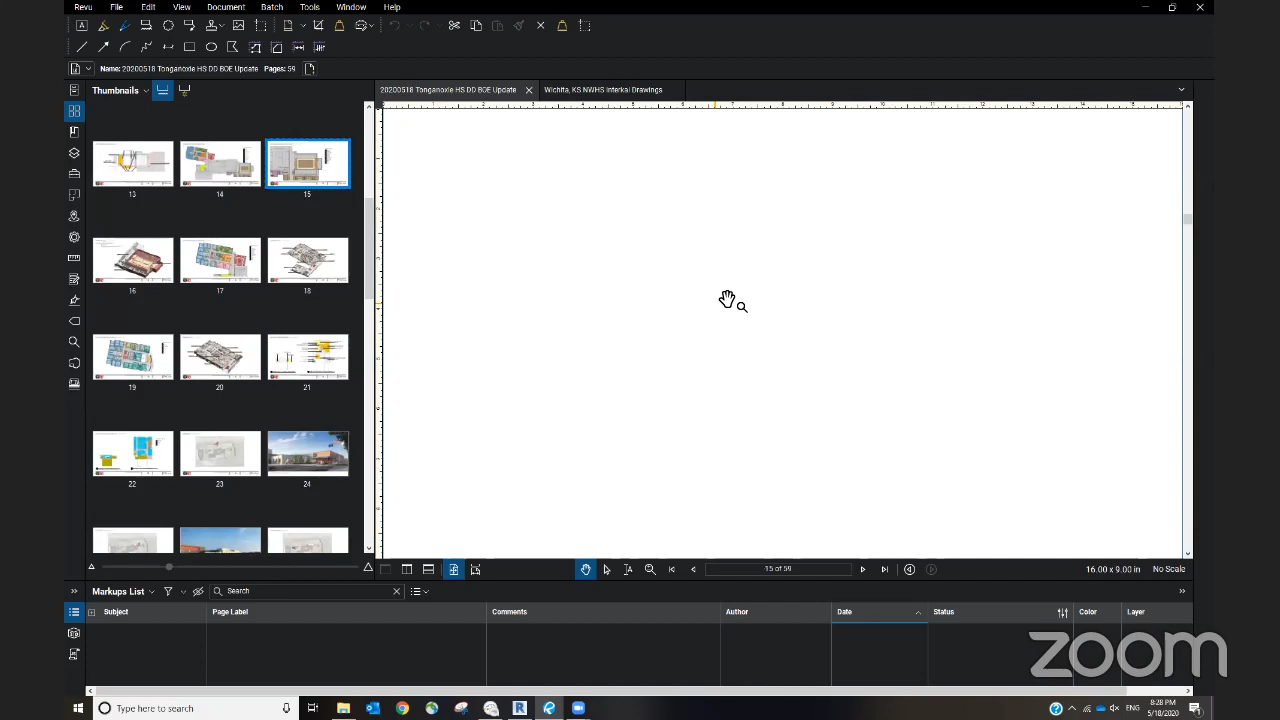 Revu File Edit View Document Batch Tools Window Help
Name: 20200518 Tonganoxie HS DD BOE Update Pages: 59
Thumbnails
20200518 Tonganoxie HS DD BOE Update
Wichita, KS NWHS Interkal Drawings
13 14 15
16 17 18
19 20 21
22 23 24
15 of 59
16.00 x 9.00 in No Scale
Markups List Search
Subject Page Label Comments Author Date Status Color Layer
zoom
Type here to search
ENG
8:28 PM
5/18/2020